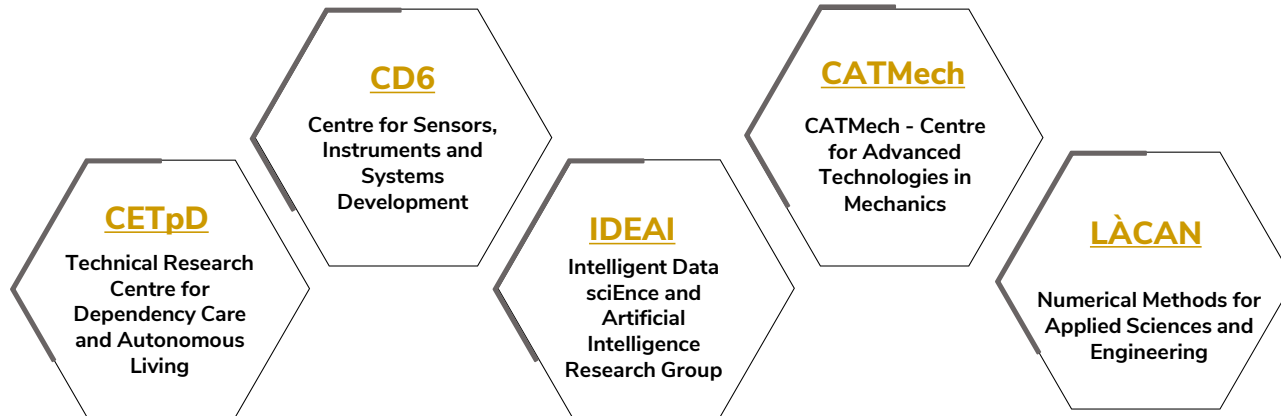 CETpD
Technical Research
Centre for
Dependency Care
and Autonomous
Living
CD6
Centre for Sensors,
Instruments and
Systems
Development
IDEAI
Intelligent Data
sciEnce and
Artificial
Intelligence
Research Group
CATMech
CATMech - Centre
for Advanced
Technologies in
Mechanics
LÀCAN
Numerical Methods for
Applied Sciences and
Engineering